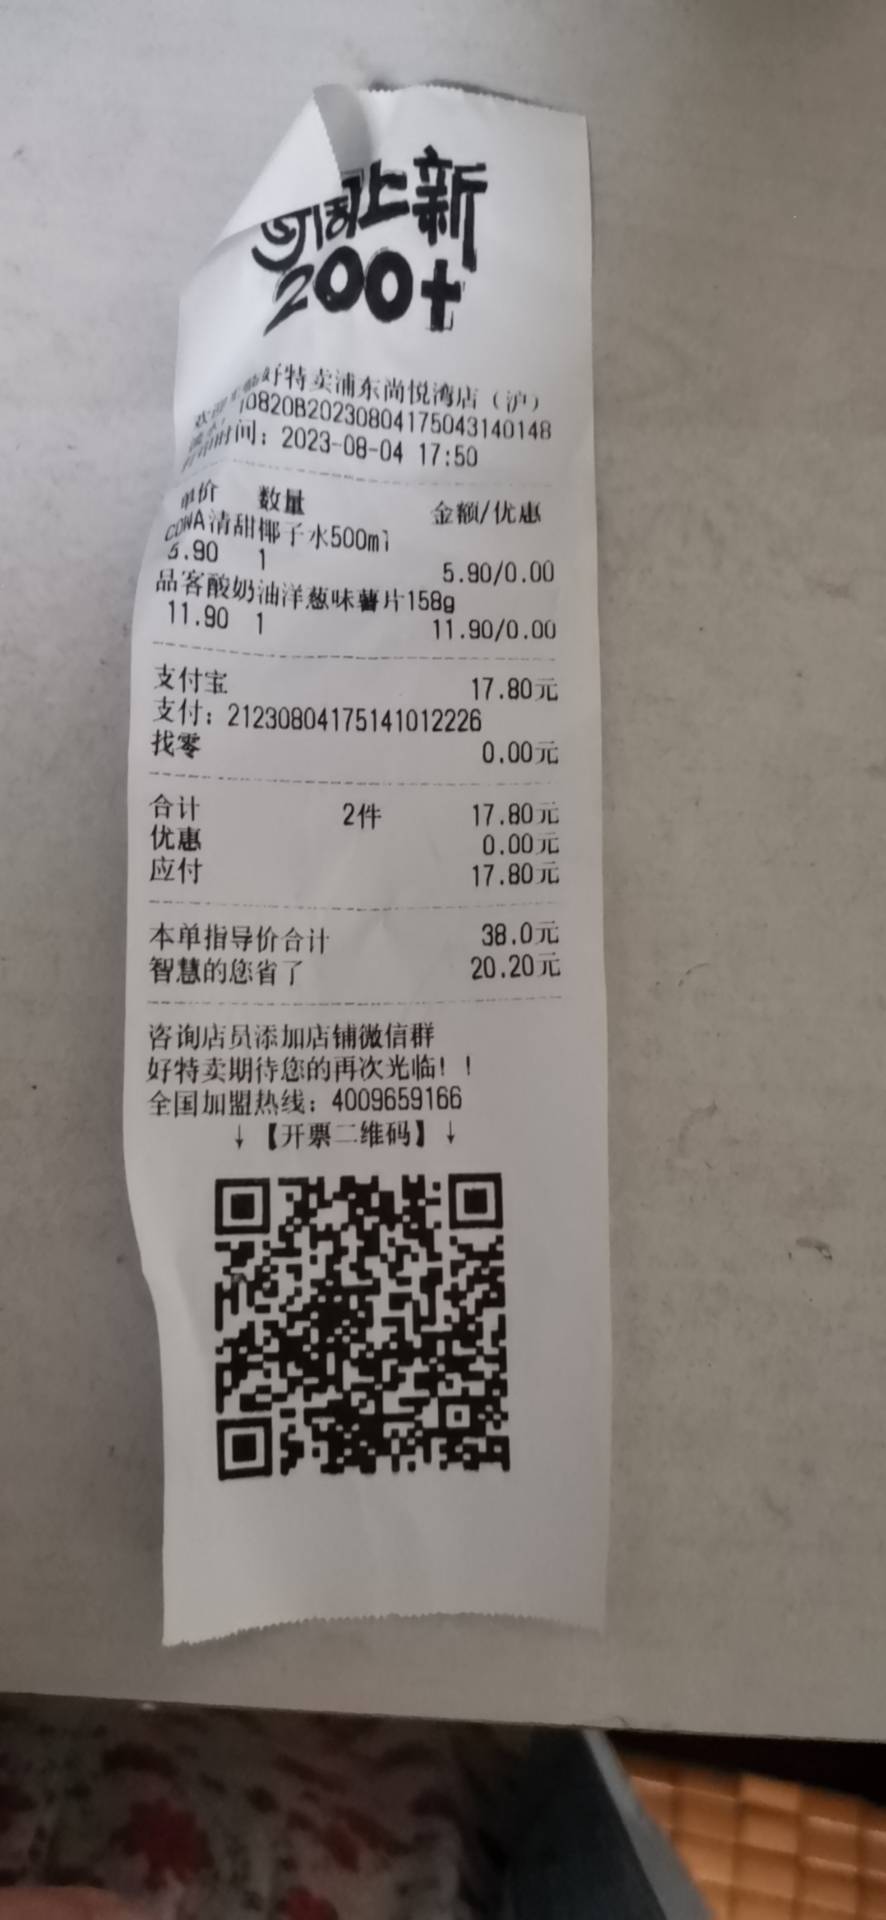 周上新
200+
好特卖浦东尚悦湾店（沪）
10820B20230804175043140148
时间：2023-08-04 17:50
单价 数量 金额/优惠
COWA清甜椰子水500ml
5.90 1 5.90/0.00
品客酸奶油洋葱味薯片158g
11.90 1 11.90/0.00
支付宝 17.80元
支付：212308041751410​12226
找零 0.00元
合计 2件 17.80元
优惠 0.00元
应付 17.80元
本单指导价合计 38.0元
智慧的您省了 20.20元
咨询店员添加店铺微信群
好特卖期待您的再次光临！！
全国加盟热线：4009659166
↓【开票二维码】↓